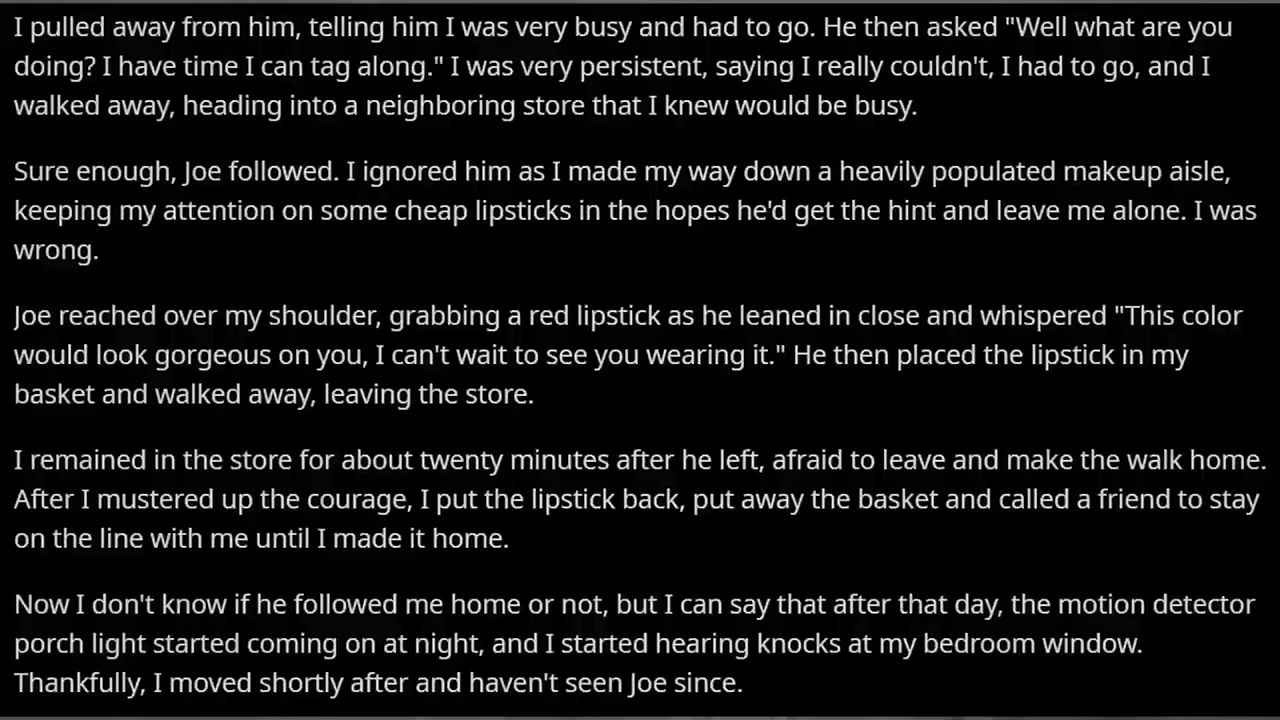 I pulled away from him, telling him I was very busy and had to go. He then asked "Well what are you
doing? I have time I can tag along." I was very persistent, saying I really couldn't, I had to go, and I
walked away, heading into a neighboring store that I knew would be busy.
Sure enough, Joe followed. I ignored him as I made my way down a heavily populated makeup aisle,
keeping my attention on some cheap lipsticks in the hopes he'd get the hint and leave me alone. I was
wrong.
Joe reached over my shoulder, grabbing a red lipstick as he leaned in close and whispered "This color
would look gorgeous on you, I can't wait to see you wearing it." He then placed the lipstick in my
basket and walked away, leaving the store.
I remained in the store for about twenty minutes after he left, afraid to leave and make the walk home.
After I mustered up the courage, I put the lipstick back, put away the basket and called a friend to stay
on the line with me until I made it home.
Now I don't know if he followed me home or not, but I can say that after that day, the motion detector
porch light started coming on at night, and I started hearing knocks at my bedroom window.
Thankfully, I moved shortly after and haven't seen Joe since.